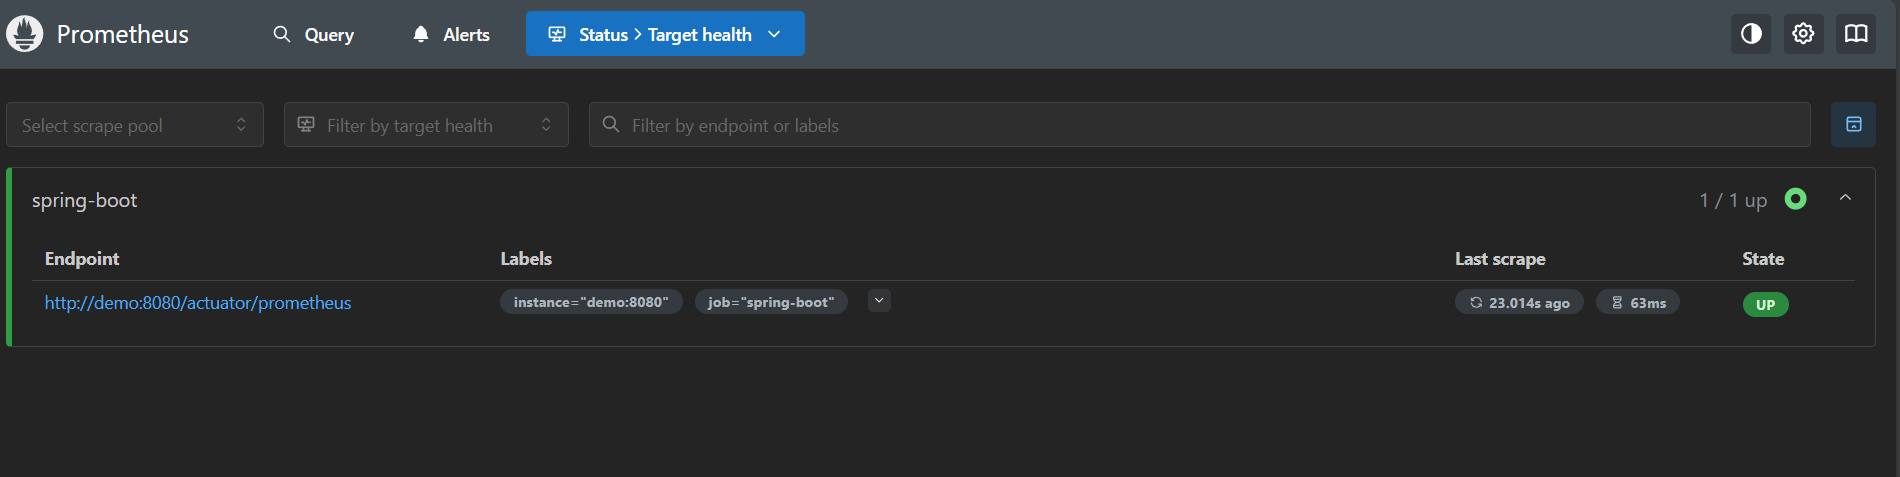 Prometheus Query Alerts Status > Target health
Select scrape pool Filter by target health Filter by endpoint or labels
spring-boot 1 / 1 up
Endpoint Labels Last scrape State
http://demo:8080/actuator/prometheus instance="demo:8080" job="spring-boot" 23.014s ago 63ms UP